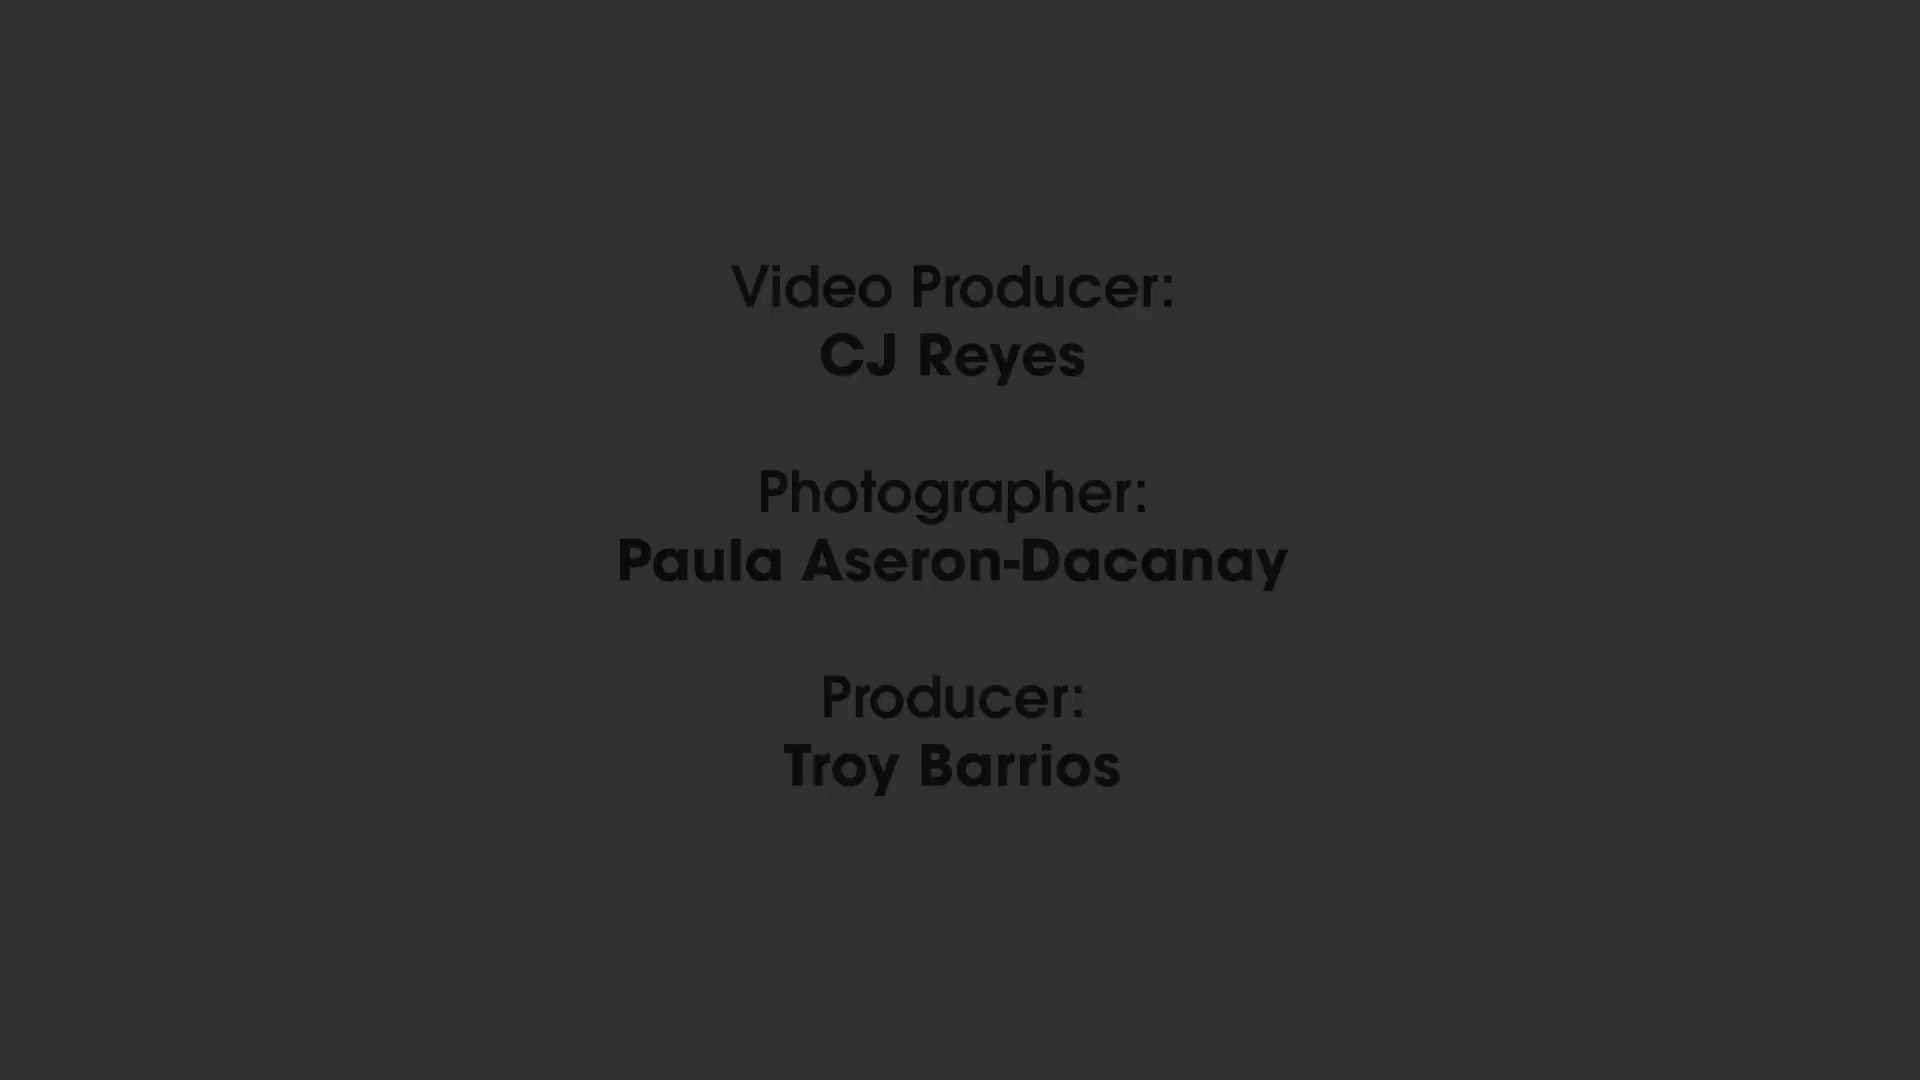 Video Producer:
CJ Reyes
Photographer:
Paula Aseron-Dacanay
Producer:
Troy Barrios